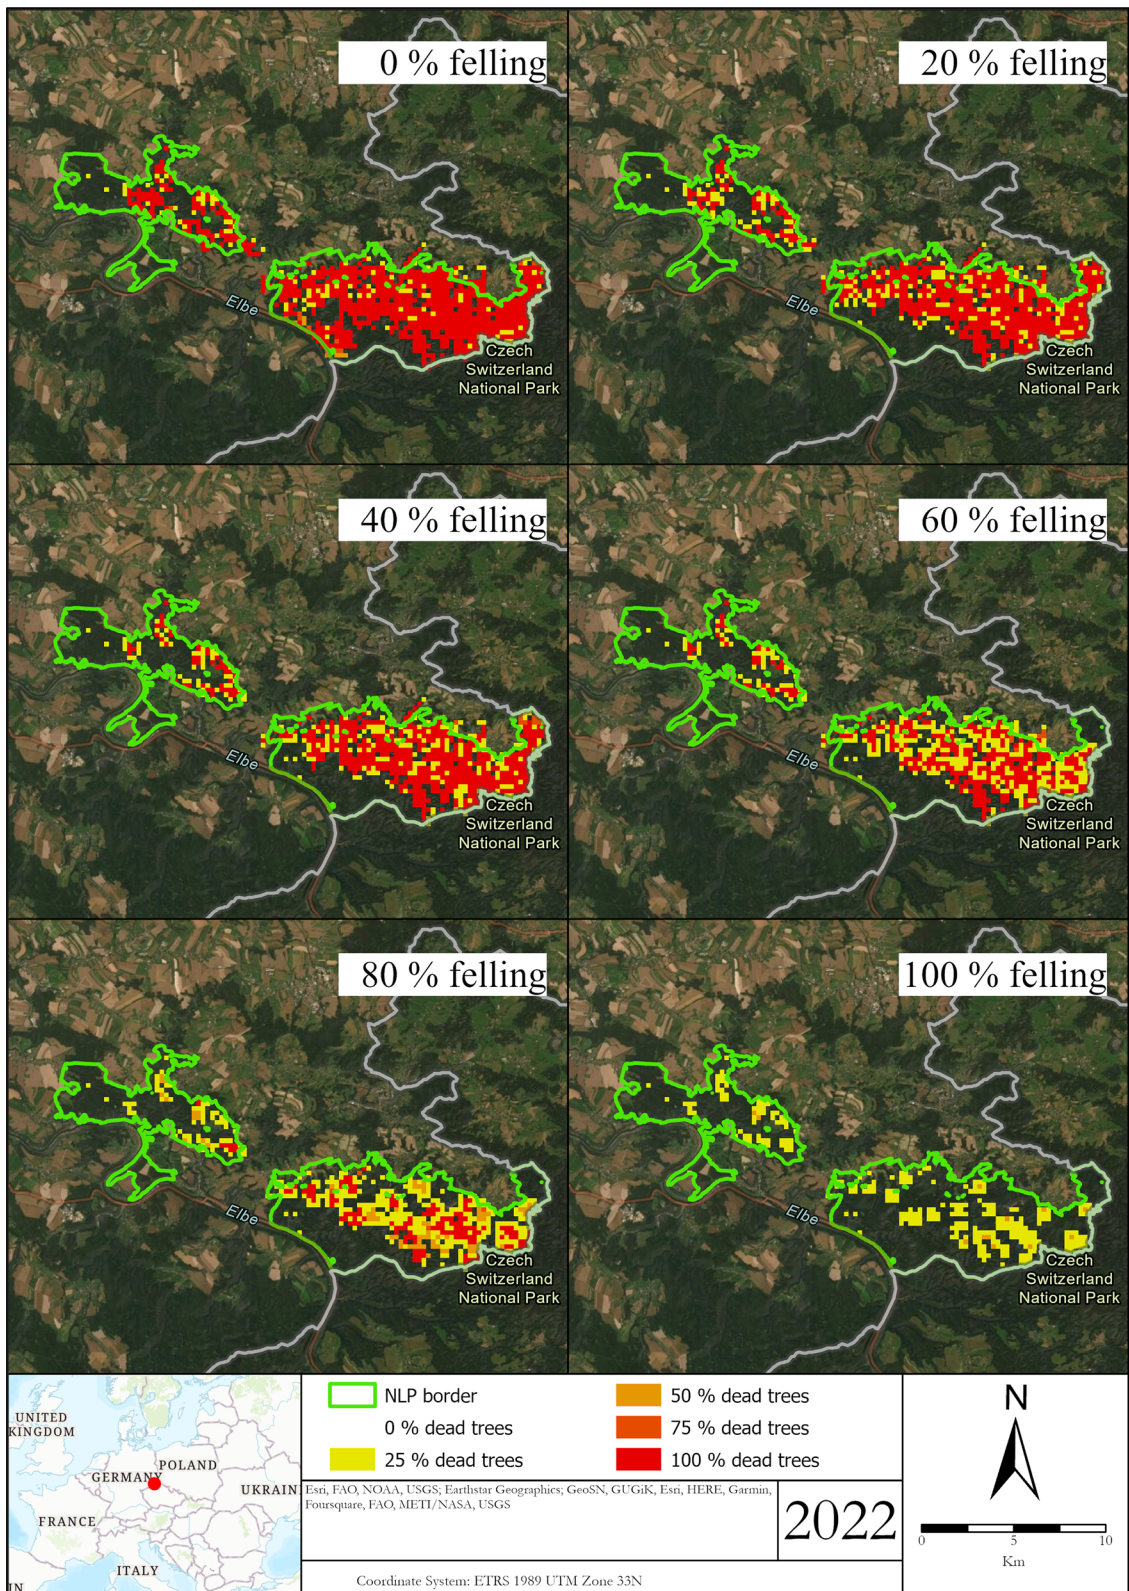 0 % felling
20 % felling
Elbe
Czech
Switzerland
National Park
Elbe
Czech
Switzerland
National Park
40 % felling
60 % felling
Elbe
Czech
Switzerland
National Park
Elbe
Czech
Switzerland
National Park
80 % felling
100 % felling
Elbe
Czech
Switzerland
National Park
Elbe
Czech
Switzerland
National Park
UNITED
KINGDOM
POLAND
GERMANY
UKRAIN
FRANCE
ITALY
IN
NLP border
0 % dead trees
25 % dead trees
50 % dead trees
75 % dead trees
100 % dead trees
Esri, FAO, NOAA, USGS; Earthstar Geographics; GeoSN, GUGiK, Esri, HERE, Garmin,
Foursquare, FAO, METI/NASA, USGS
2022
Coordinate System: ETRS 1989 UTM Zone 33N
N
0 5 10
Km